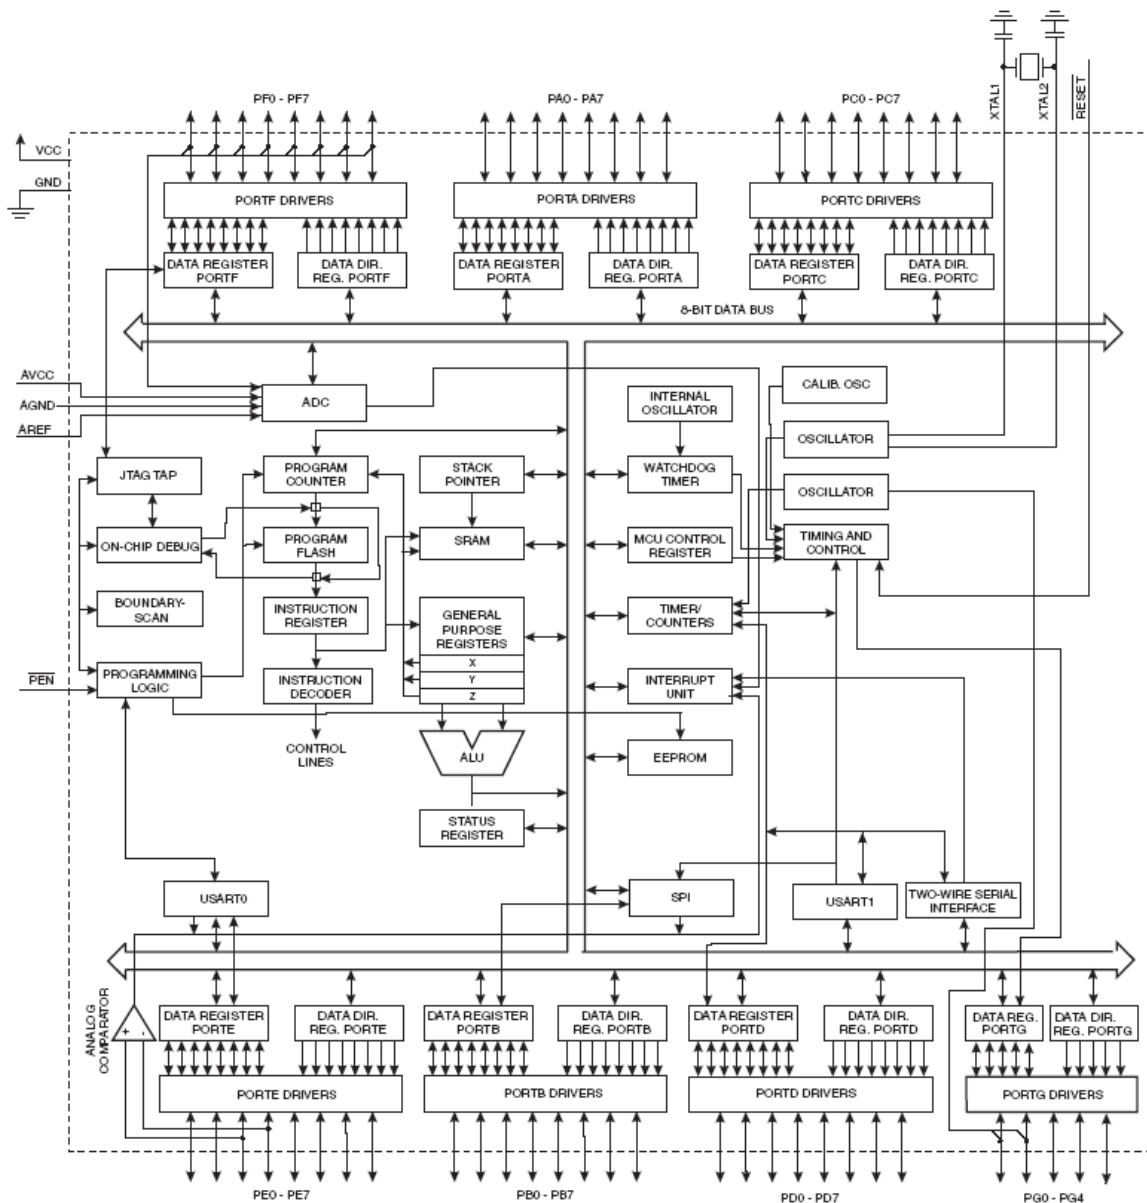 XTAL1
XTAL2
RESET
PF0 - PF7
PA0 - PA7
PC0 - PC7
VCC
GND
PORTF DRIVERS
PORTA DRIVERS
PORTC DRIVERS
DATA REGISTER
PORTF
DATA DIR.
REG. PORTF
DATA REGISTER
PORTA
DATA DIR.
REG. PORTA
DATA REGISTER
PORTC
DATA DIR.
REG. PORTC
8-BIT DATA BUS
AVCC
AGND
AREF
ADC
INTERNAL
OSCILLATOR
CALIB. OSC
OSCILLATOR
JTAG TAP
PROGRAM
COUNTER
STACK
POINTER
WATCHDOG
TIMER
OSCILLATOR
ON-CHIP DEBUG
PROGRAM
FLASH
SRAM
MCU CONTROL
REGISTER
TIMING AND
CONTROL
BOUNDARY-
SCAN
INSTRUCTION
REGISTER
GENERAL
PURPOSE
REGISTERS
X
Y
Z
TIMER/
COUNTERS
PEN
PROGRAMMING
LOGIC
INSTRUCTION
DECODER
INTERRUPT
UNIT
CONTROL
LINES
ALU
EEPROM
STATUS
REGISTER
USART0
SPI
USART1
TWO-WIRE SERIAL
INTERFACE
ANALOG
COMPARATOR
+
-
DATA REGISTER
PORTE
DATA DIR.
REG. PORTE
DATA REGISTER
PORTB
DATA DIR.
REG. PORTB
DATA REGISTER
PORTD
DATA DIR.
REG. PORTD
DATA REG.
PORTG
DATA DIR.
REG. PORTG
PORTE DRIVERS
PORTB DRIVERS
PORTD DRIVERS
PORTG DRIVERS
PE0 - PE7
PB0 - PB7
PD0 - PD7
PG0 - PG4